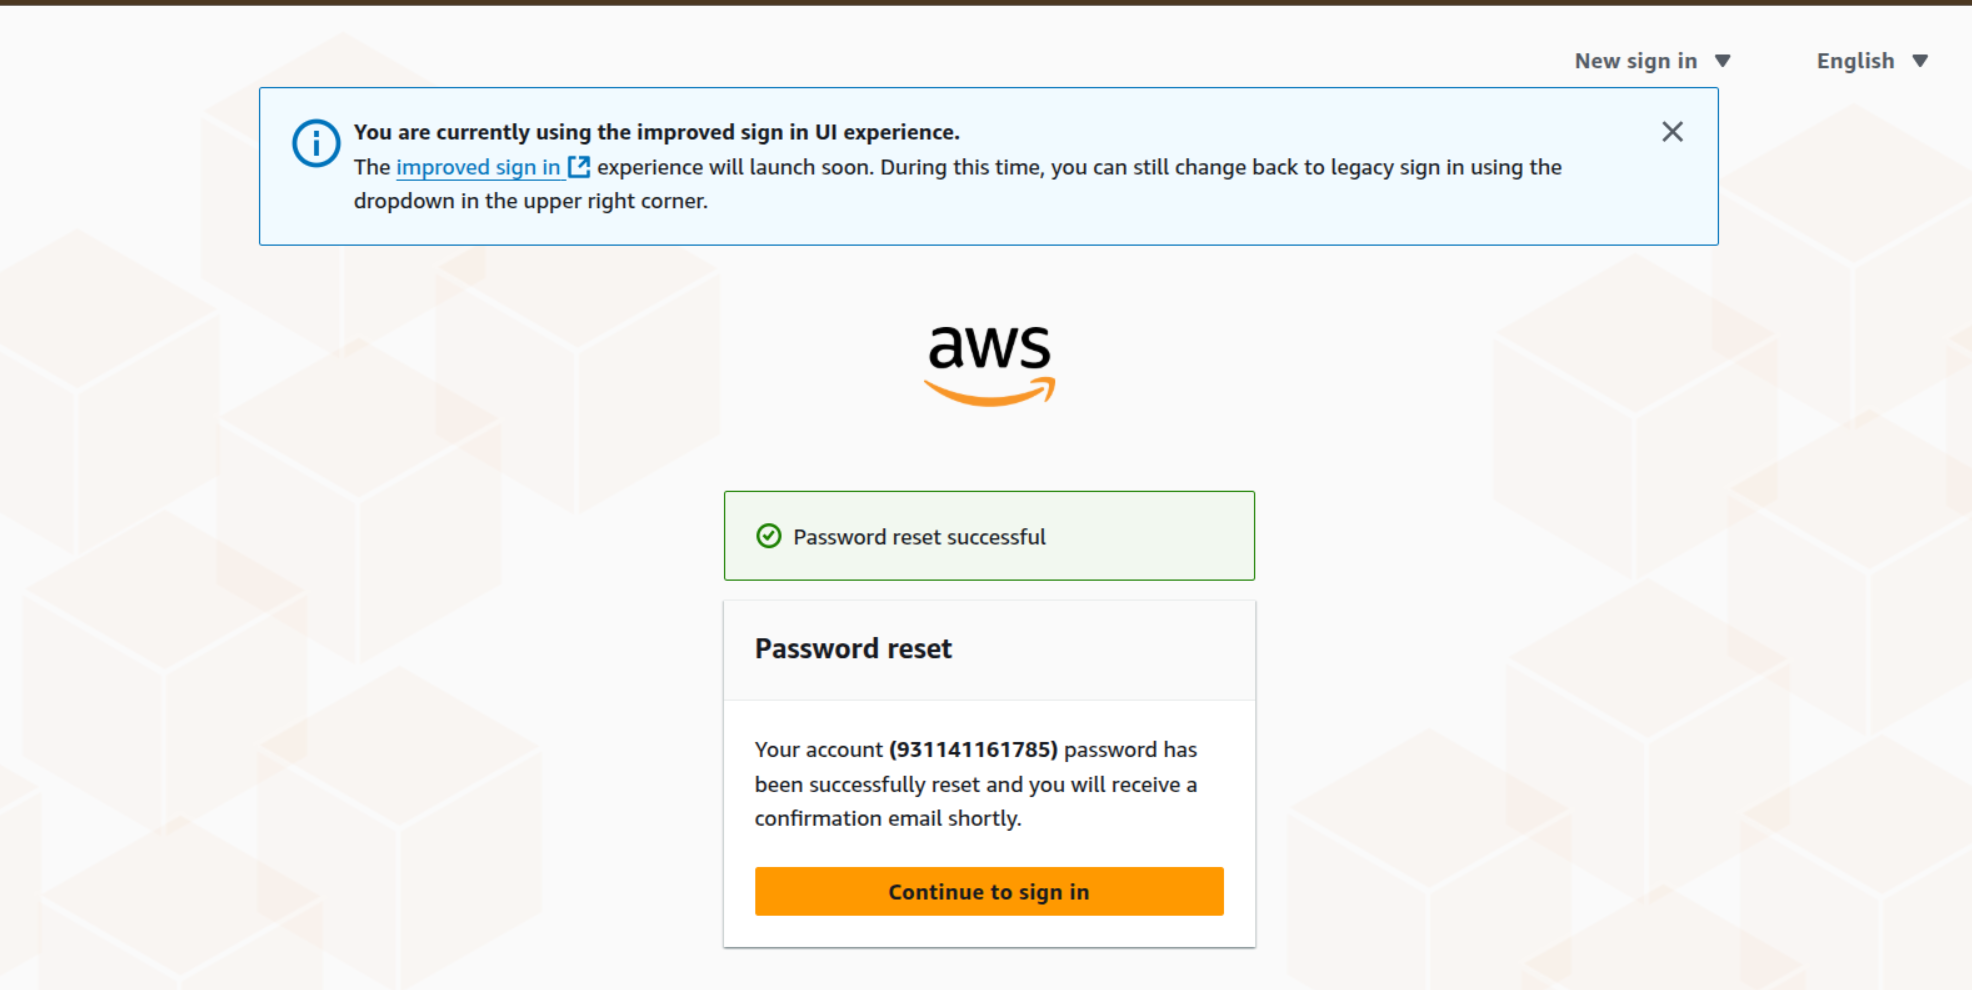 New sign in
English
You are currently using the improved sign in UI experience.
The improved sign in experience will launch soon. During this time, you can still change back to legacy sign in using the
dropdown in the upper right corner.
aws
Password reset successful
Password reset
Your account (931141161785) password has
been successfully reset and you will receive a
confirmation email shortly.
Continue to sign in